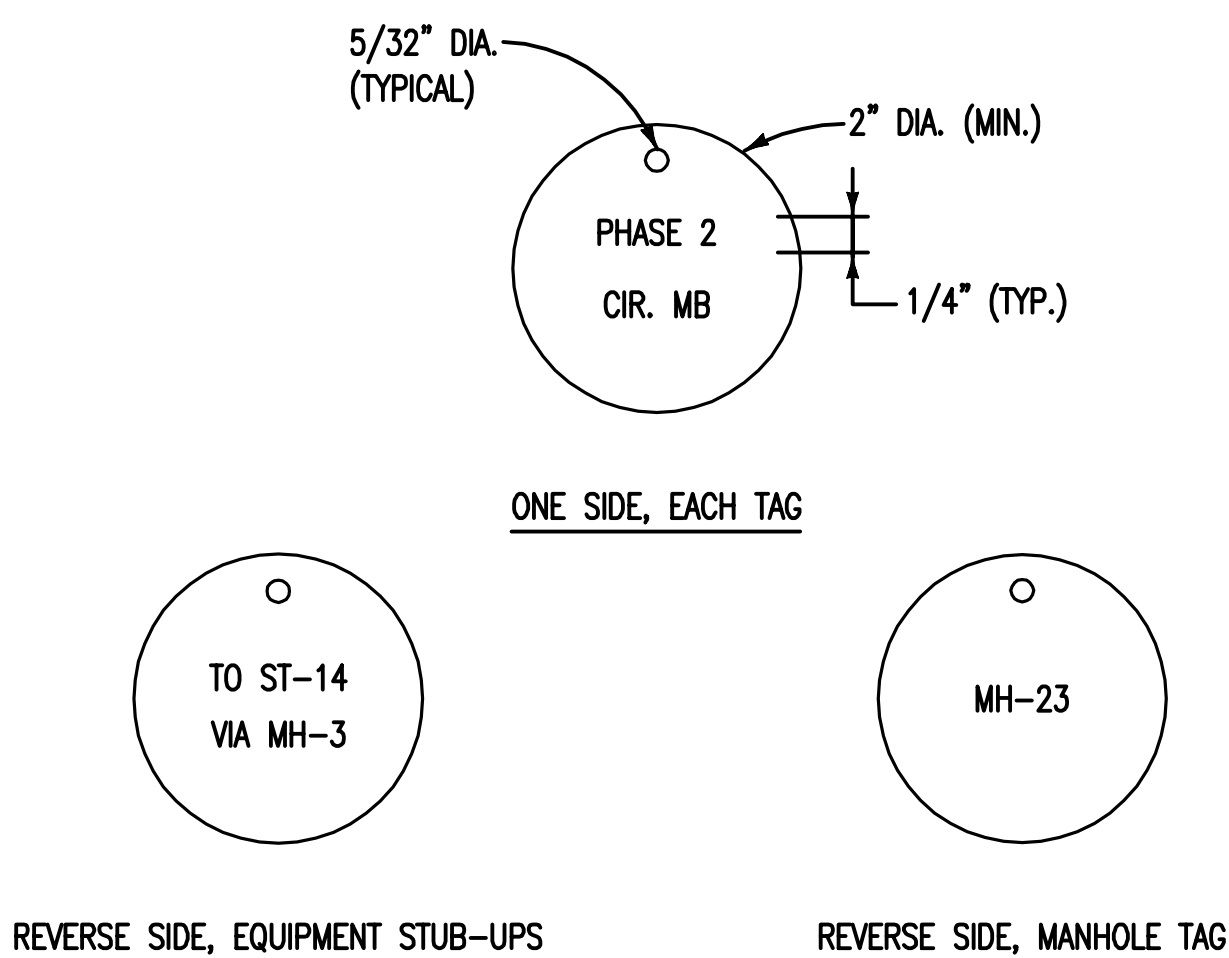 5/32" DIA.
(TYPICAL)
2" DIA. (MIN.)
PHASE 2
CIR. MB
1/4" (TYP.)
ONE SIDE, EACH TAG
TO ST-14
VIA MH-3
MH-23
REVERSE SIDE, EQUIPMENT STUB-UPS
REVERSE SIDE, MANHOLE TAG